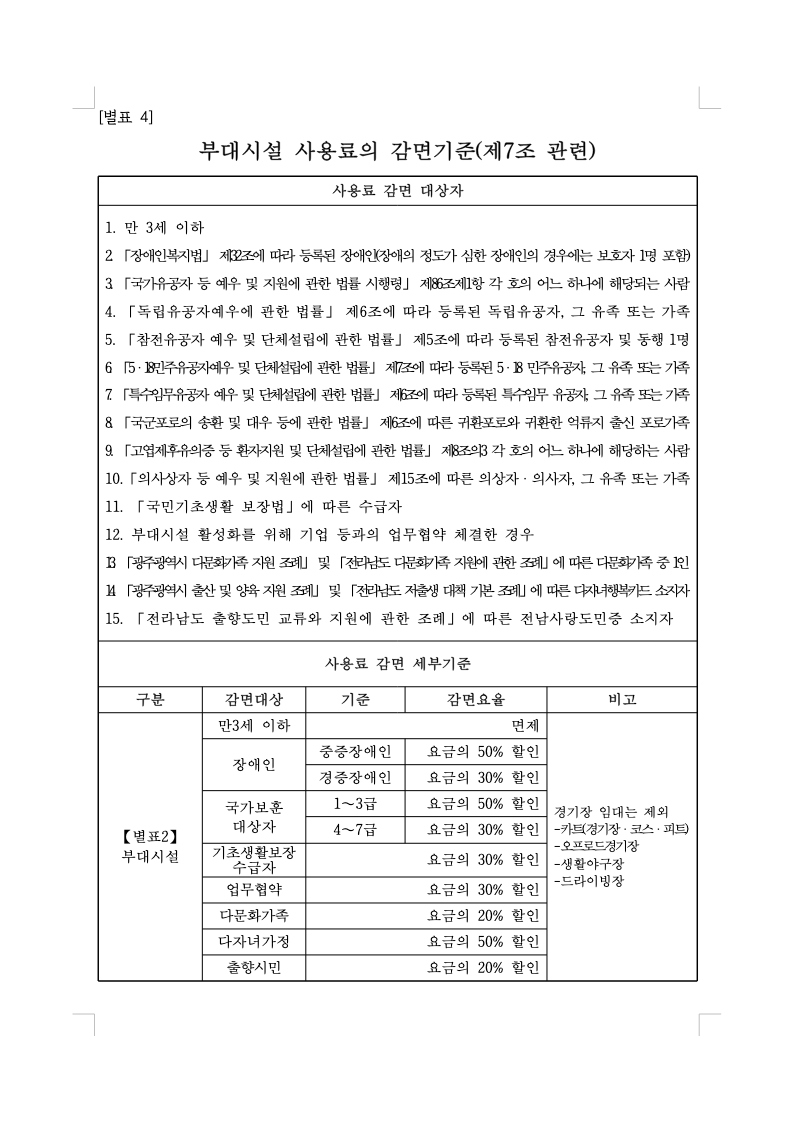 [별표 4]
부대시설 사용료의 감면기준(제7조 관련)
사용료 감면 대상자
1. 만 3세 이하
2. 「장애인복지법」 제32조에 따라 등록된 장애인(장애의 정도가 심한 장애인의 경우에는 보호자 1명 포함)
3. 「국가유공자 등 예우 및 지원에 관한 법률 시행령」 제86조제1항 각 호의 어느 하나에 해당되는 사람
4. 「독립유공자예우에 관한 법률」 제6조에 따라 등록된 독립유공자, 그 유족 또는 가족
5. 「참전유공자 예우 및 단체설립에 관한 법률」 제5조에 따라 등록된 참전유공자 및 동행 1명
6. 「5·18민주유공자예우 및 단체설립에 관한 법률」 제7조에 따라 등록된 5·18 민주유공자, 그 유족 또는 가족
7. 「특수임무유공자 예우 및 단체설립에 관한 법률」 제6조에 따라 등록된 특수임무 유공자, 그 유족 또는 가족
8. 「국군포로의 송환 및 대우 등에 관한 법률」 제6조에 따른 귀환포로와 귀환한 억류지 출신 포로가족
9. 「고엽제후유의증 등 환자지원 및 단체설립에 관한 법률」 제8조의3 각 호의 어느 하나에 해당하는 사람
10.「의사상자 등 예우 및 지원에 관한 법률」 제15조에 따른 의상자·의사자, 그 유족 또는 가족
11. 「국민기초생활 보장법」에 따른 수급자
12. 부대시설 활성화를 위해 기업 등과의 업무협약 체결한 경우
13. 「광주광역시 다문화가족 지원 조례」 및 「전라남도 다문화가족 지원에 관한 조례」에 따른 다문화가족 중 1인
14. 「광주광역시 출산 및 양육 지원 조례」 및 「전라남도 저출생 대책 기본 조례」에 따른 다자녀행복카드 소지자
15. 「전라남도 출향도민 교류와 지원에 관한 조례」에 따른 전남사랑도민증 소지자
사용료 감면 세부기준
구분 감면대상 기준 감면요율 비고
만3세 이하 면제
장애인 중증장애인 요금의 50% 할인
경증장애인 요금의 30% 할인
국가보훈
대상자
1～3급 요금의 50% 할인
4～7급 요금의 30% 할인
【별표2】
부대시설
기초생활보장
수급자
요금의 30% 할인
업무협약 요금의 30% 할인
다문화가족 요금의 20% 할인
다자녀가정 요금의 50% 할인
출향시민 요금의 20% 할인
경기장 임대는 제외
-카트(경기장·코스·피트)
-오프로드경기장
-생활야구장
-드라이빙장